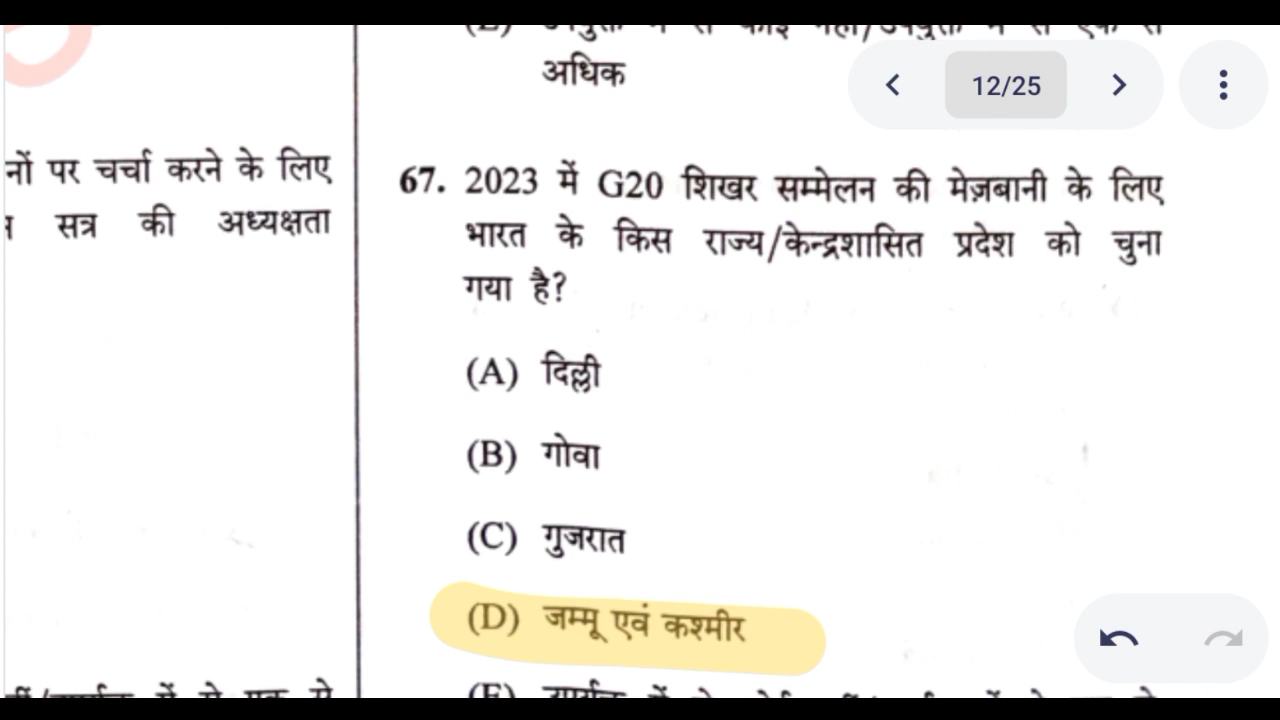 अधिक
12/25
नों पर चर्चा करने के लिए
सत्र की अध्यक्षता
67. 2023 में G20 शिखर सम्मेलन की मेज़बानी के लिए
भारत के किस राज्य/केन्द्रशासित प्रदेश को चुना
गया है?
(A) दिल्ली
(B) गोवा
(C) गुजरात
(D) जम्मू एवं कश्मीर